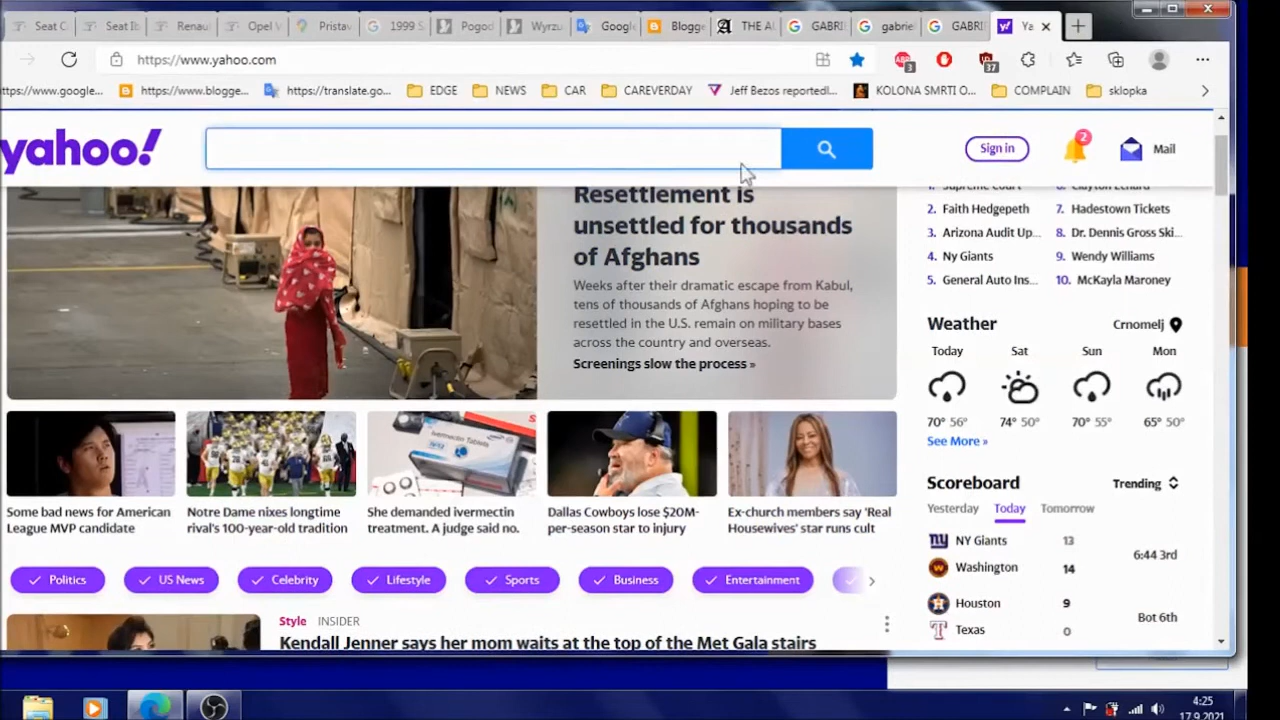 Seat C
Seat Ib
Renau
Opel V
Pristav
1999 S
Pogod
Wyrzu
Googl
Blogge
THE A
GABRI
gabrie
GABRI
Ya
https://www.yahoo.com
3
37
https://www.google...
https://www.blogge...
https://translate.go...
EDGE
NEWS
CAR
CAREVERDAY
Jeff Bezos reportedl...
KOLONA SMRTI O...
COMPLAIN
sklopka
yahoo!
Sign in
2
Mail
Resettlement is
unsettled for thousands
of Afghans
Weeks after their dramatic escape from Kabul,
tens of thousands of Afghans hoping to be
resettled in the U.S. remain on military bases
across the country and overseas.
Screenings slow the process »
1. Supreme Court
2. Faith Hedgepeth
3. Arizona Audit Up...
4. Ny Giants
5. General Auto Ins...
6. Clayton Echard
7. Hadestown Tickets
8. Dr. Dennis Gross Ski...
9. Wendy Williams
10. McKayla Maroney
Weather
Crnomelj
Today
Sat
Sun
Mon
70° 56°
74° 50°
70° 55°
65° 50°
See More »
Some bad news for American
League MVP candidate
Notre Dame nixes longtime
rival's 100-year-old tradition
She demanded ivermectin
treatment. A judge said no.
Dallas Cowboys lose $20M-
per-season star to injury
Ex-church members say 'Real
Housewives' star runs cult
Scoreboard
Trending
Yesterday
Today
Tomorrow
NY Giants 13
Washington 14
6:44 3rd
Houston 9
Texas 0
Bot 6th
Politics
US News
Celebrity
Lifestyle
Sports
Business
Entertainment
Style INSIDER
Kendall Jenner says her mom waits at the top of the Met Gala stairs
4:25
17.9.2021